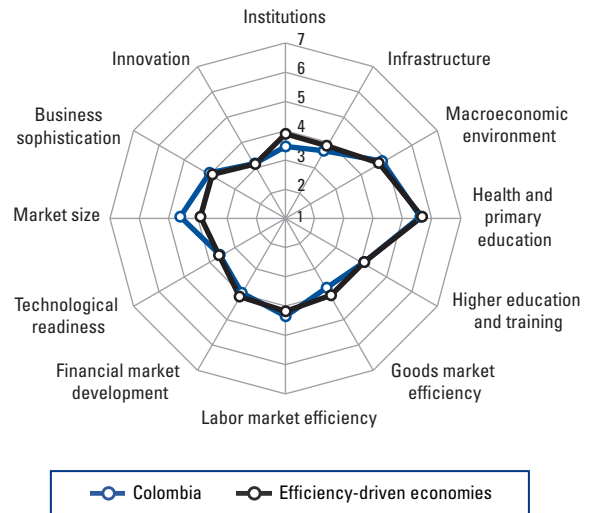 Institutions
7
6
5
4
3
2
1
Infrastructure
Macroeconomic
environment
Health and
primary
education
Higher education
and training
Goods market
efficiency
Labor market efficiency
Financial market
development
Technological
readiness
Market size
Business
sophistication
Innovation
Colombia
Efficiency-driven economies